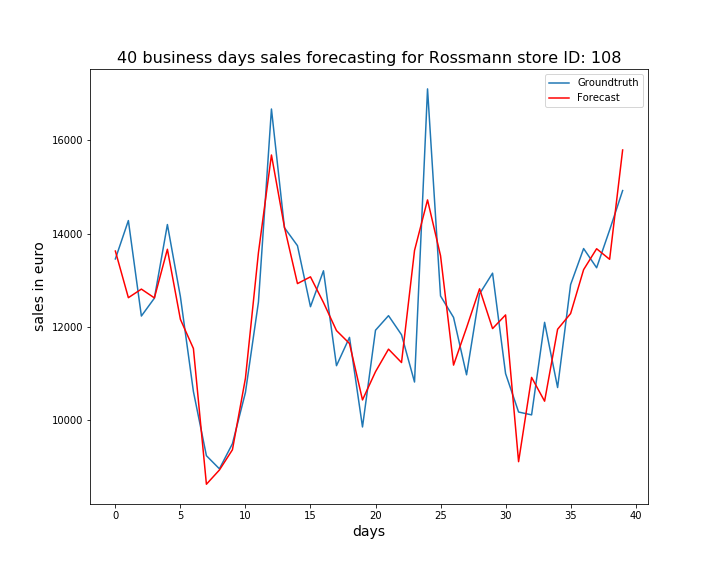 40 business days sales forecasting for Rossmann store ID: 108
Groundtruth
Forecast
16000
14000
12000
10000
sales in euro
0 5 10 15 20 25 30 35 40
days